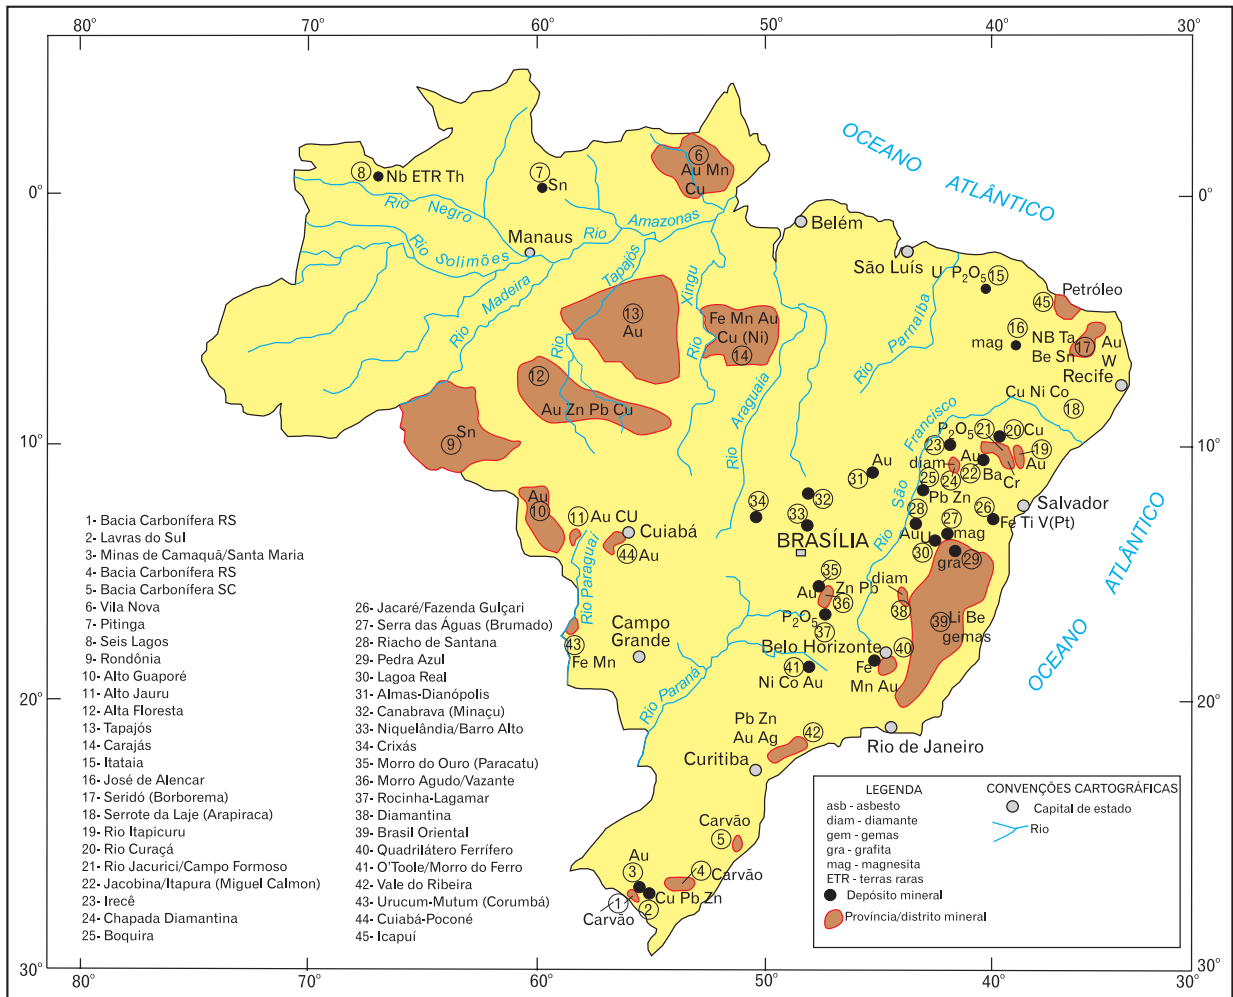 80° 70° 60° 50° 40° 30°
OCEANO ATLÂNTICO
6
Au Mn
Cu
8 Nb ETR Th
7
Sn
0° 0°
Rio Negro
Rio Amazonas
Belém
Manaus
Rio Solimões
São Luís
U P₂O₅ 15
Rio Madeira
Tapajós
Rio
Xingu
Rio
45 Petróleo
13
Au
Fe Mn Au
Cu (Ni)
14
Rio Parnaíba
16
mag
NB Ta
Be Sn
17
Au
W
Recife
12
Au Zn Pb Cu
Rio Araguaia
Cu Ni Co
18
Rio São Francisco
Sn
9
10° 10°
P₂O₅ 21 20 Cu
23
19
Au
diam Au
22 Ba
Cr
24
25
Pb Zn
Au
31
32
33
34
Au
10
11 Au CU
Cuiabá
44 Au
BRASÍLIA
28
Au U
27
mag
26
Fe Ti V(Pt)
Salvador
30
gra 29
Rio Paraguai
35
Au
Zn Pb
36
diam
38
39 Li Be
gemas
P₂O₅
37
OCEANO ATLÂNTICO
43
Fe Mn
Campo
Grande
Belo Horizonte 40
Fe
Mn Au
41
Ni Co Au
Rio Paraná
20° 20°
Pb Zn
Au Ag
42
Rio de Janeiro
Curitiba
Carvão
5
Au
3
4 Carvão
Cu Pb Zn
Carvão 1 2
1- Bacia Carbonífera RS
2- Lavras do Sul
3- Minas de Camaquã/Santa Maria
4- Bacia Carbonífera RS
5- Bacia Carbonífera SC
6- Vila Nova
7- Pitinga
8- Seis Lagos
9- Rondônia
10- Alto Guaporé
11- Alto Jauru
12- Alta Floresta
13- Tapajós
14- Carajás
15- Itataia
16- José de Alencar
17- Seridó (Borborema)
18- Serrote da Laje (Arapiraca)
19- Rio Itapicuru
20- Rio Curaçá
21- Rio Jacurici/Campo Formoso
22- Jacobina/Itapura (Miguel Calmon)
23- Irecê
24- Chapada Diamantina
25- Boquira
26- Jacaré/Fazenda Gulçari
27- Serra das Águas (Brumado)
28- Riacho de Santana
29- Pedra Azul
30- Lagoa Real
31- Almas-Dianópolis
32- Canabrava (Minaçu)
33- Niquelândia/Barro Alto
34- Crixás
35- Morro do Ouro (Paracatu)
36- Morro Agudo/Vazante
37- Rocinha-Lagamar
38- Diamantina
39- Brasil Oriental
40- Quadrilátero Ferrífero
41- O'Toole/Morro do Ferro
42- Vale do Ribeira
43- Urucum-Mutum (Corumbá)
44- Cuiabá-Poconé
45- Icapuí
LEGENDA
asb - asbesto
diam - diamante
gem - gemas
gra - grafita
mag - magnesita
ETR - terras raras
Depósito mineral
Província/distrito mineral
CONVENÇÕES CARTOGRÁFICAS
Capital de estado
Rio
30° 30°
80° 70° 60° 50° 40° 30°